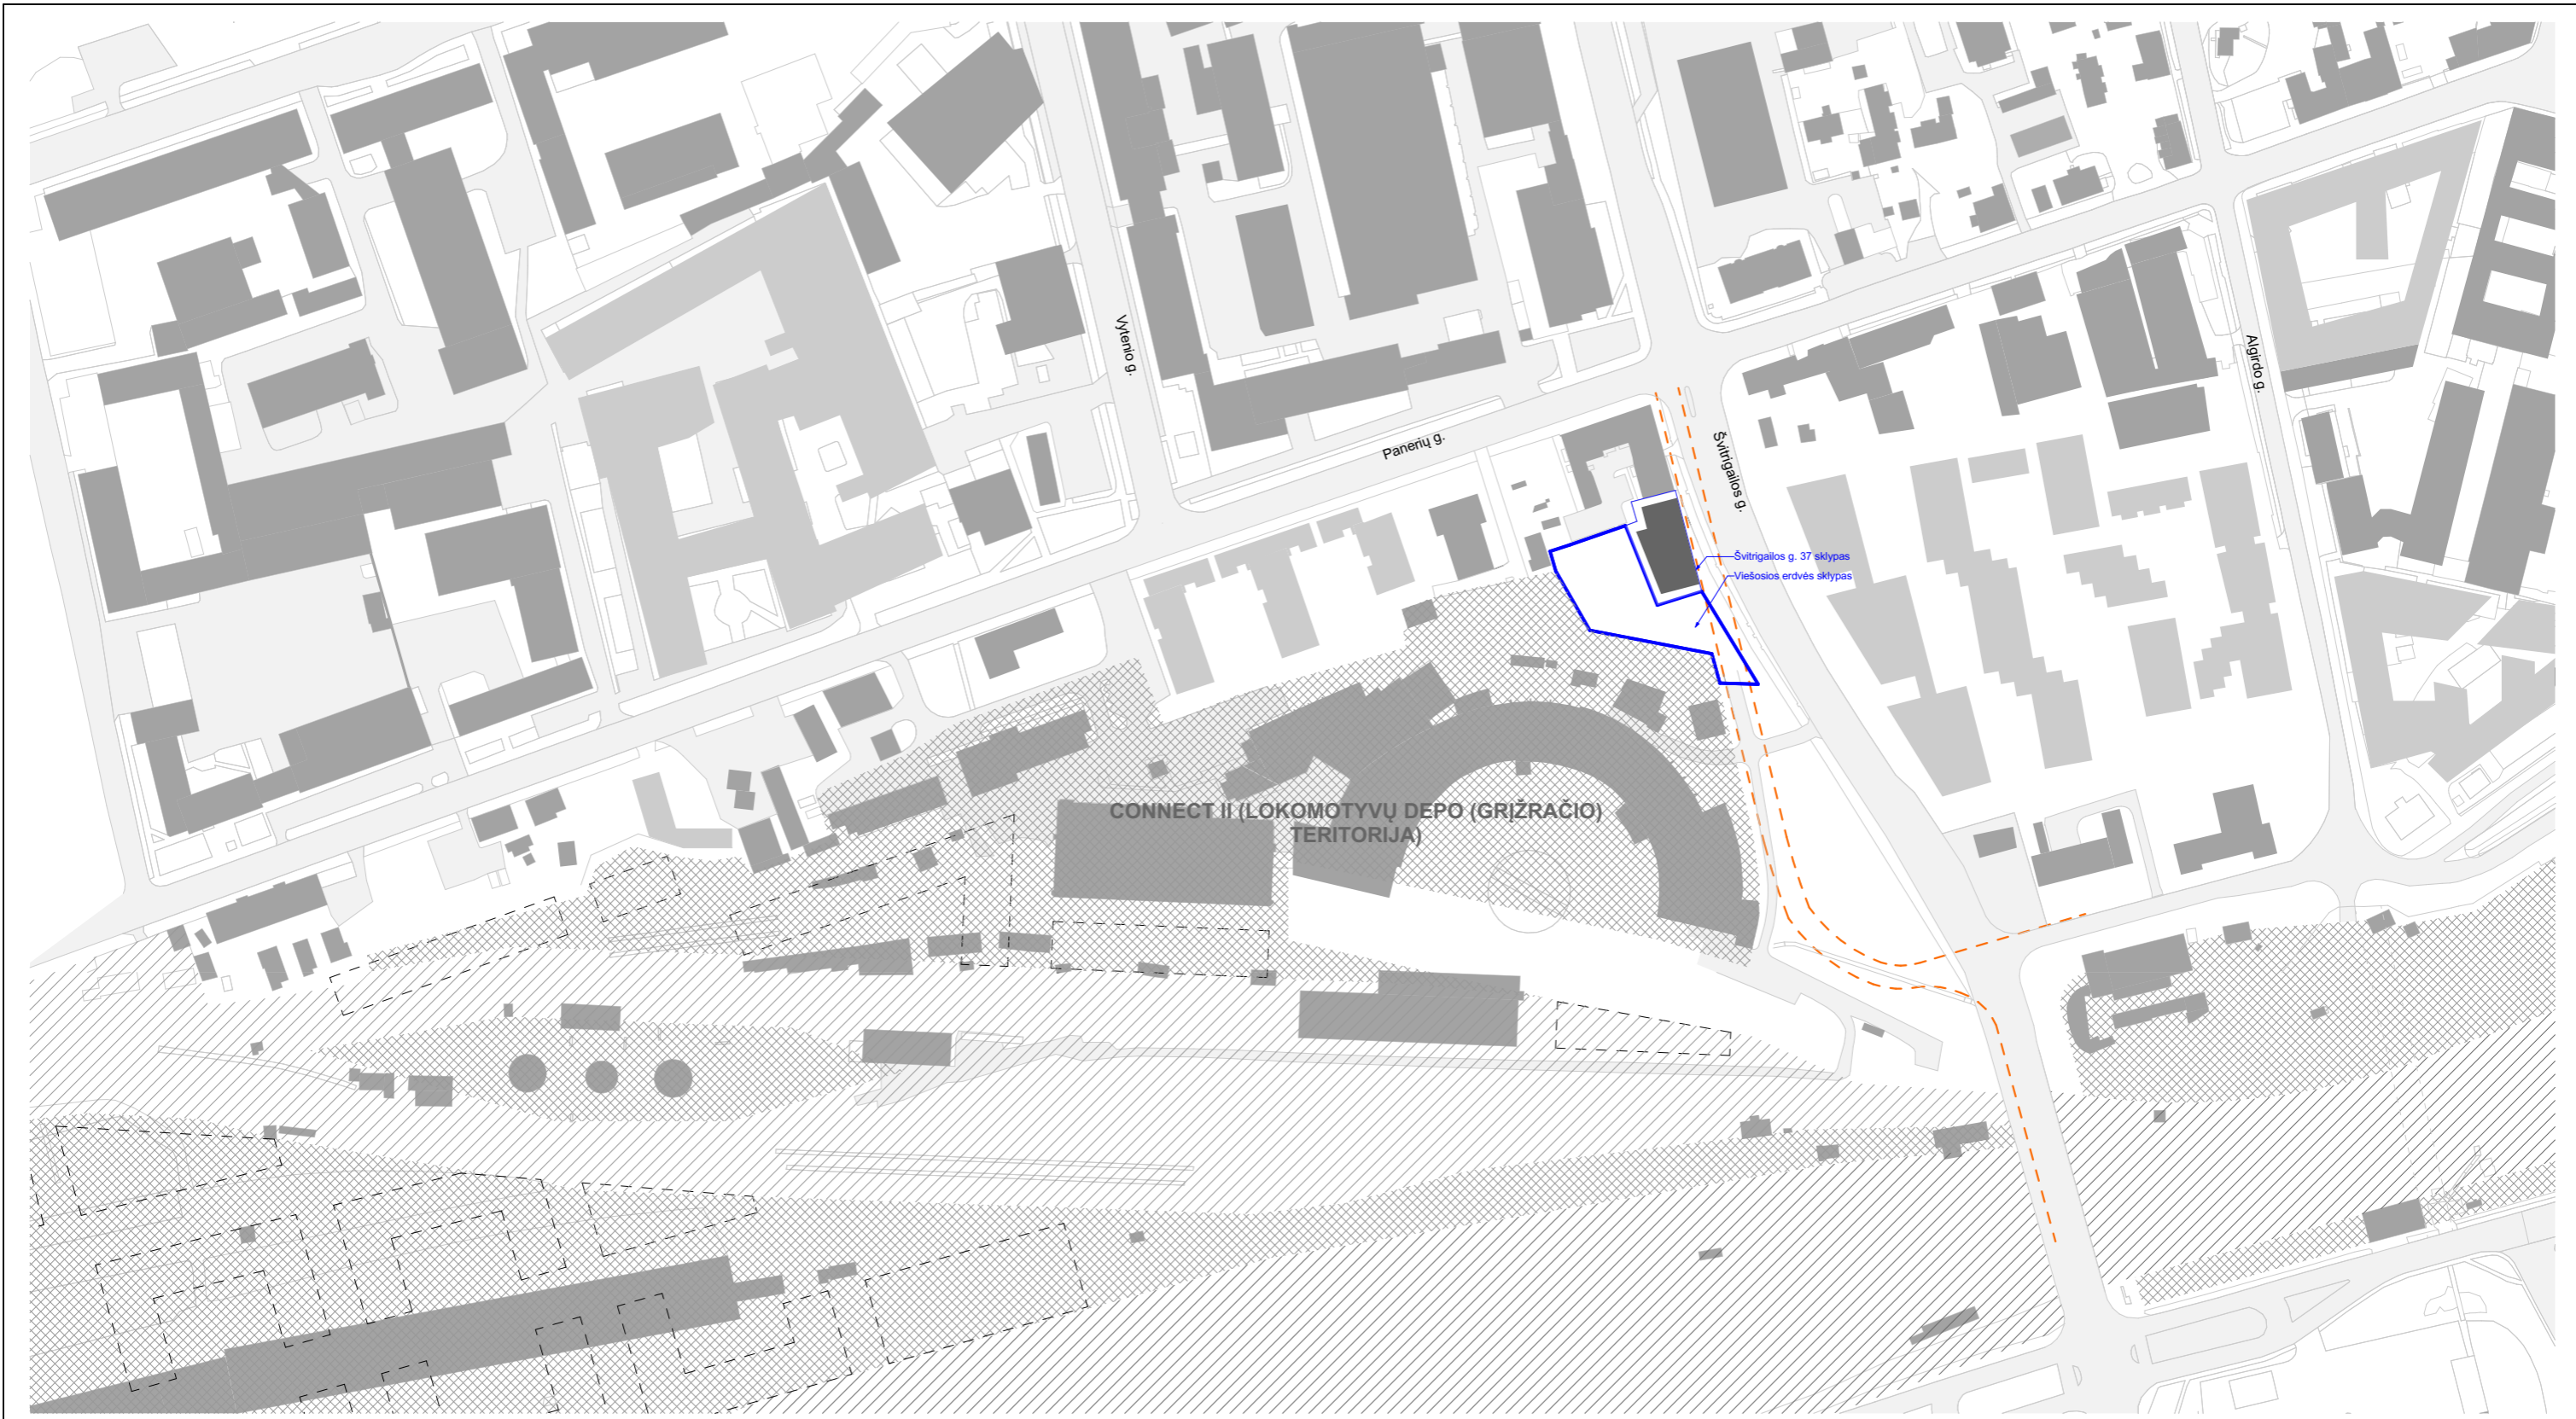 Vytenio g.
Algirdo g.
Panerių g.
Švitrigailos g.
Švitrigailos g. 37 sklypas
Viešosios erdvės sklypas
CONNECT II (LOKOMOTYVŲ DEPO (GRĮŽRAČIO)
TERITORIJA)